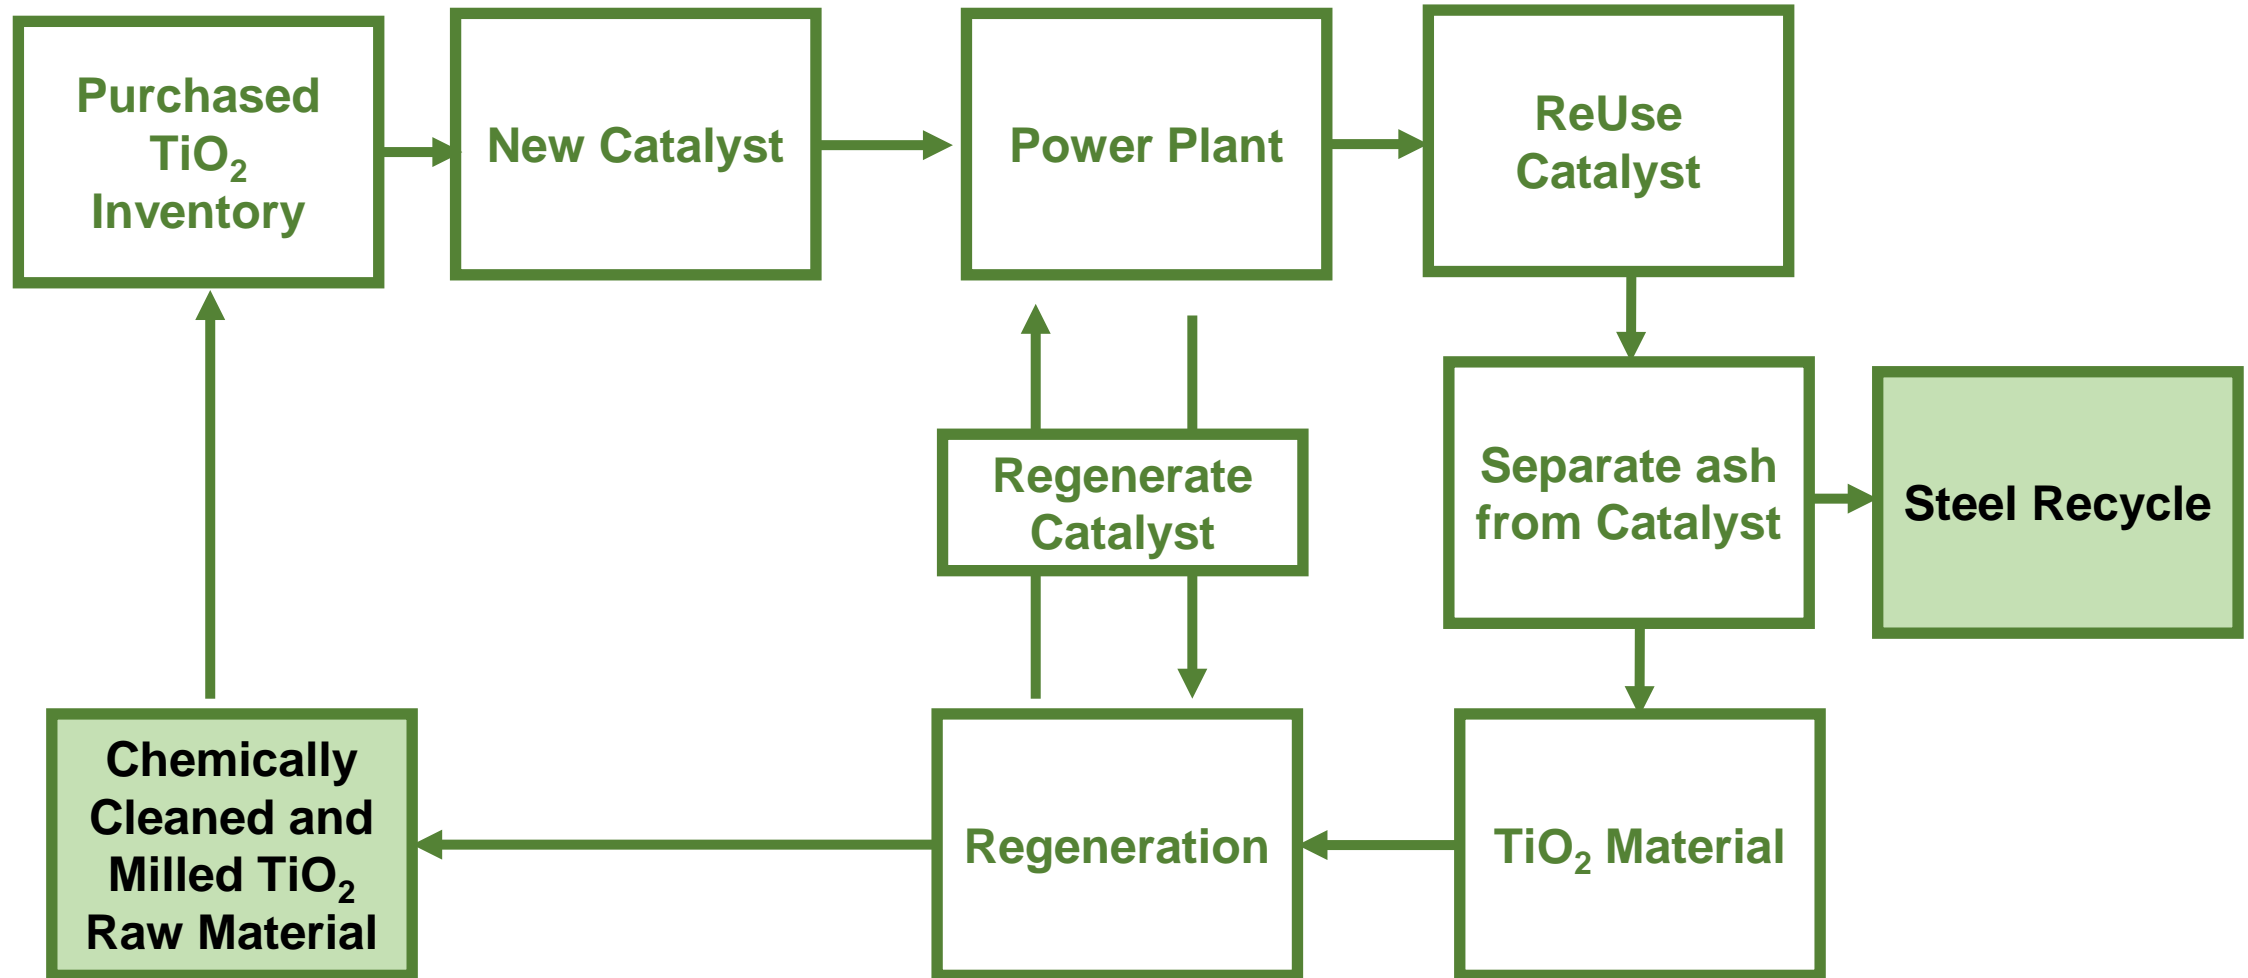 Purchased
TiO₂
Inventory
New Catalyst
Power Plant
ReUse
Catalyst
Regenerate
Catalyst
Separate ash
from Catalyst
Steel Recycle
Chemically
Cleaned and
Milled TiO₂
Raw Material
Regeneration
TiO₂ Material